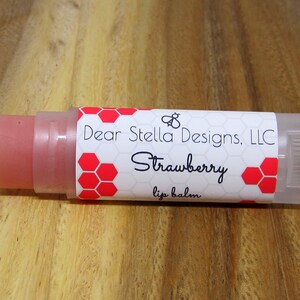 Dear Stella Designs, LLC
Strawberry
lip balm